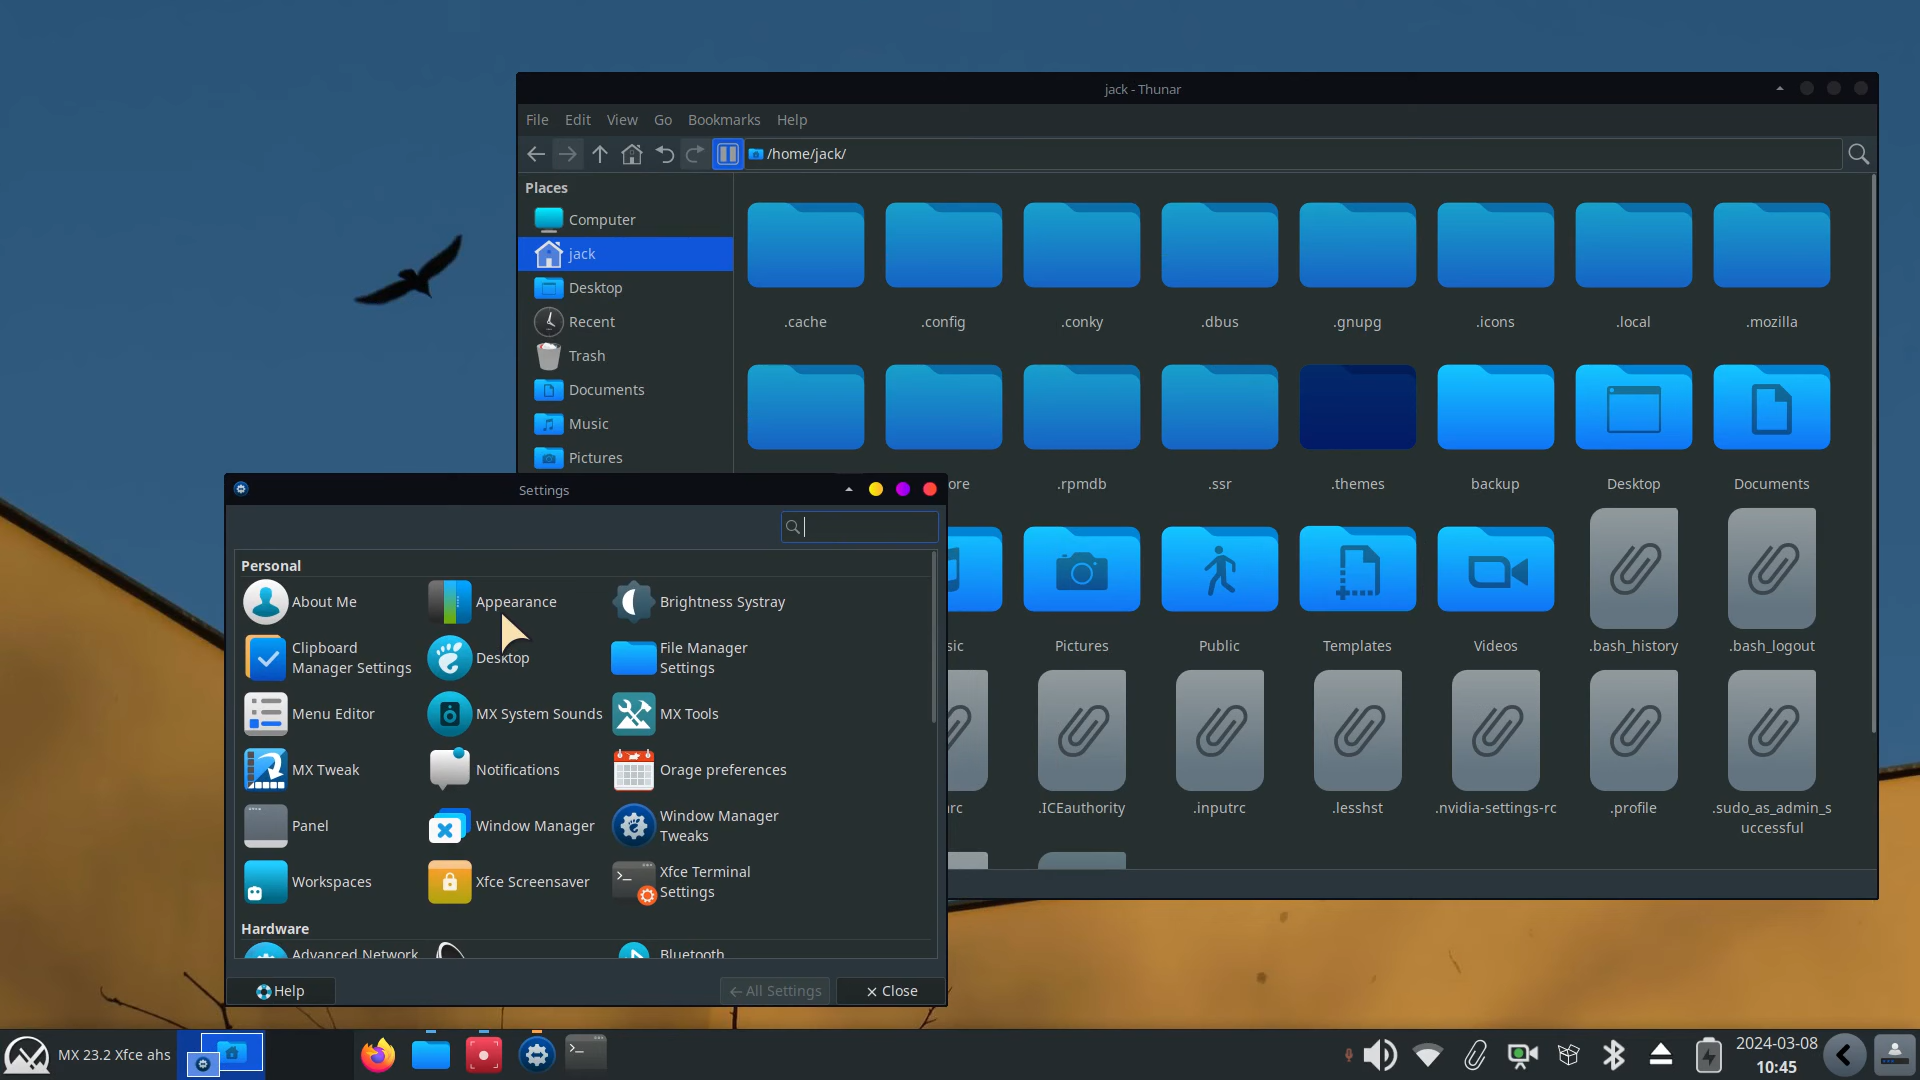 jack - Thunar
File Edit View Go Bookmarks Help
/home/jack/
Places
Computer
jack
Desktop
Recent
Trash
Documents
Music
Pictures
.cache .config .conky .dbus .gnupg .icons .local .mozilla
ore .rpmdb .ssr .themes backup Desktop Documents
sic Pictures Public Templates Videos .bash_history .bash_logout
rc .ICEauthority .inputrc .lesshst .nvidia-settings-rc .profile .sudo_as_admin_s
uccessful
Settings
Personal
About Me
Appearance
Brightness Systray
Clipboard
Manager Settings
Desktop
File Manager
Settings
Menu Editor
MX System Sounds
MX Tools
MX Tweak
Notifications
Orage preferences
Panel
Window Manager
Window Manager
Tweaks
Workspaces
Xfce Screensaver
Xfce Terminal
Settings
Hardware
Advanced Network
Bluetooth
Help
All Settings
Close
MX 23.2 Xfce ahs
2024-03-08
10:45